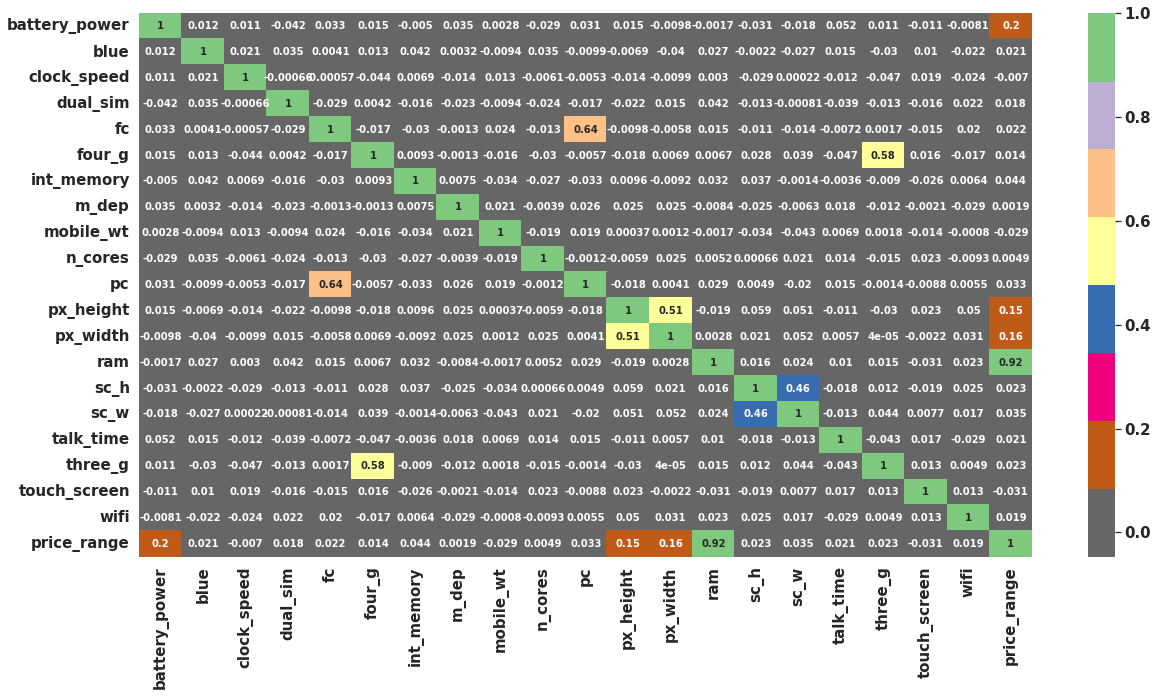 battery_power 1 0.012 0.011 -0.042 0.033 0.015 -0.005 0.035 0.0028 -0.029 0.031 0.015 -0.0098 -0.0017 -0.031 -0.018 0.052 0.011 -0.011 -0.0081 0.2
blue 0.012 1 0.021 0.035 0.0041 0.013 0.042 0.0032 -0.0094 0.035 -0.0099 -0.0069 -0.04 0.027 -0.0022 -0.027 0.015 -0.03 0.01 -0.022 0.021
clock_speed 0.011 0.021 1 -0.00066 -0.00057 -0.044 0.0069 -0.014 0.013 -0.0061 -0.0053 -0.014 -0.0099 0.003 -0.029 0.00022 -0.012 -0.047 0.019 -0.024 -0.007
dual_sim -0.042 0.035 -0.00066 1 -0.029 0.0042 -0.016 -0.023 -0.0094 -0.024 -0.017 -0.022 0.015 0.042 -0.013 -0.00081 -0.039 -0.013 -0.016 0.022 0.018
fc 0.033 0.0041 -0.00057 -0.029 1 -0.017 -0.03 -0.0013 0.024 -0.013 0.64 -0.0098 -0.0058 0.015 -0.011 -0.014 -0.0072 0.0017 -0.015 0.02 0.022
four_g 0.015 0.013 -0.044 0.0042 -0.017 1 0.0093 -0.0013 -0.016 -0.03 -0.0057 -0.018 0.0069 0.0067 0.028 0.039 -0.047 0.58 0.016 -0.017 0.014
int_memory -0.005 0.042 0.0069 -0.016 -0.03 0.0093 1 0.0075 -0.034 -0.027 -0.033 0.0096 -0.0092 0.032 0.037 -0.0014 -0.0036 -0.009 -0.026 0.0064 0.044
m_dep 0.035 0.0032 -0.014 -0.023 -0.0013 -0.0013 0.0075 1 0.021 -0.0039 0.026 0.025 0.025 -0.0084 -0.025 -0.0063 0.018 -0.012 -0.0021 -0.029 0.0019
mobile_wt 0.0028 -0.0094 0.013 -0.0094 0.024 -0.016 -0.034 0.021 1 -0.019 0.019 0.00037 0.0012 -0.0017 -0.034 -0.043 0.0069 0.0018 -0.014 -0.0008 -0.029
n_cores -0.029 0.035 -0.0061 -0.024 -0.013 -0.03 -0.027 -0.0039 -0.019 1 -0.0012 -0.0059 0.025 0.0052 0.00066 0.021 0.014 -0.015 0.023 -0.0093 0.0049
pc 0.031 -0.0099 -0.0053 -0.017 0.64 -0.0057 -0.033 0.026 0.019 -0.0012 1 -0.018 0.0041 0.029 0.0049 -0.02 0.015 -0.0014 -0.0088 0.0055 0.033
px_height 0.015 -0.0069 -0.014 -0.022 -0.0098 -0.018 0.0096 0.025 0.00037 -0.0059 -0.018 1 0.51 -0.019 0.059 0.051 -0.011 -0.03 0.023 0.05 0.15
px_width -0.0098 -0.04 -0.0099 0.015 -0.0058 0.0069 -0.0092 0.025 0.0012 0.025 0.0041 0.51 1 0.0028 0.021 0.052 0.0057 4e-05 -0.0022 0.031 0.16
ram -0.0017 0.027 0.003 0.042 0.015 0.0067 0.032 -0.0084 -0.0017 0.0052 0.029 -0.019 0.0028 1 0.016 0.024 0.01 0.015 -0.031 0.023 0.92
sc_h -0.031 -0.0022 -0.029 -0.013 -0.011 0.028 0.037 -0.025 -0.034 0.00066 0.0049 0.059 0.021 0.016 1 0.46 -0.018 0.012 -0.019 0.025 0.023
sc_w -0.018 -0.027 0.00022 -0.00081 -0.014 0.039 -0.0014 -0.0063 -0.043 0.021 -0.02 0.051 0.052 0.024 0.46 1 -0.013 0.044 0.0077 0.017 0.035
talk_time 0.052 0.015 -0.012 -0.039 -0.0072 -0.047 -0.0036 0.018 0.0069 0.014 0.015 -0.011 0.0057 0.01 -0.018 -0.013 1 -0.043 0.017 -0.029 0.021
three_g 0.011 -0.03 -0.047 -0.013 0.0017 0.58 -0.009 -0.012 0.0018 -0.015 -0.0014 -0.03 4e-05 0.015 0.012 0.044 -0.043 1 0.013 0.0049 0.023
touch_screen -0.011 0.01 0.019 -0.016 -0.015 0.016 -0.026 -0.0021 -0.014 0.023 -0.0088 0.023 -0.0022 -0.031 -0.019 0.0077 0.017 0.013 1 0.013 -0.031
wifi -0.0081 -0.022 -0.024 0.022 0.02 -0.017 0.0064 -0.029 -0.0008 -0.0093 0.0055 0.05 0.031 0.023 0.025 0.017 -0.029 0.0049 0.013 1 0.019
price_range 0.2 0.021 -0.007 0.018 0.022 0.014 0.044 0.0019 -0.029 0.0049 0.033 0.15 0.16 0.92 0.023 0.035 0.021 0.023 -0.031 0.019 1
battery_power blue clock_speed dual_sim fc four_g int_memory m_dep mobile_wt n_cores pc px_height px_width ram sc_h sc_w talk_time three_g touch_screen wifi price_range
1.0
0.8
0.6
0.4
0.2
0.0